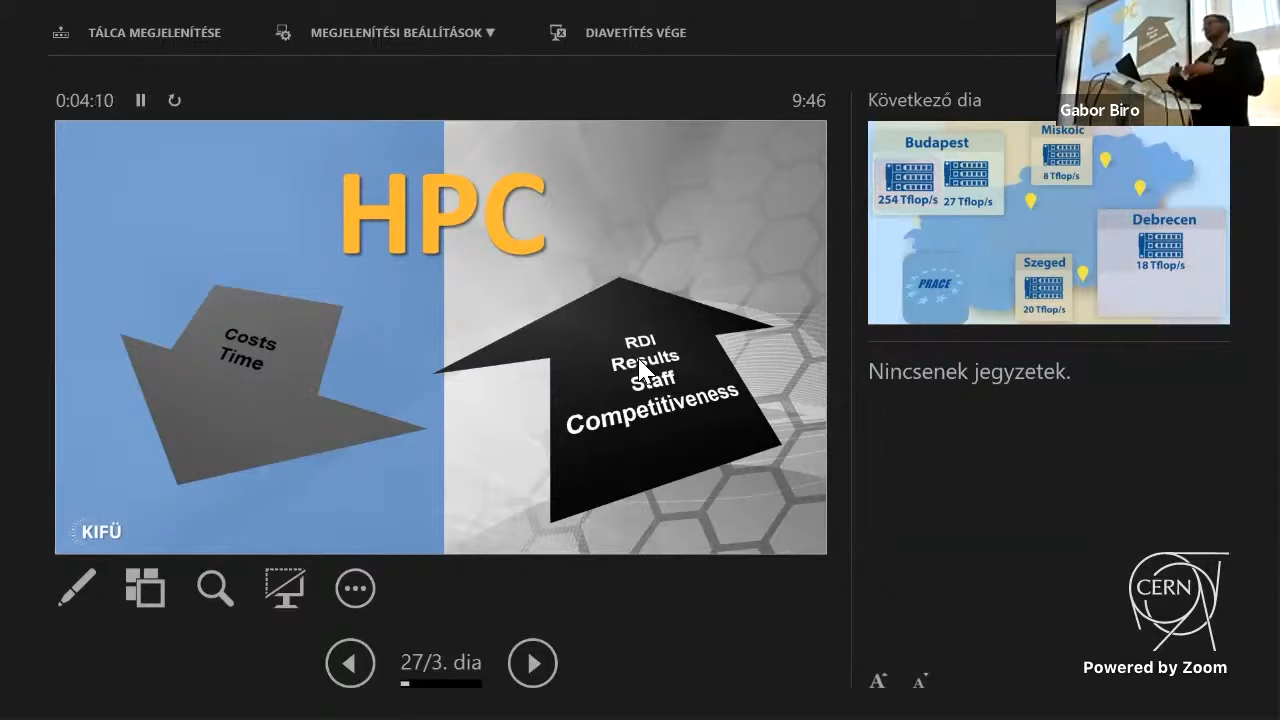 TÁLCA MEGJELENÍTÉSE
MEGJELENÍTÉSI BEÁLLÍTÁSOK ▼
DIAVETÍTÉS VÉGE
0:04:10
9:46
HPC
Costs
Time
RDI
Results
Staff
Competitiveness
KIFÜ
27/3. dia
Következő dia
Gabor Biro
Budapest
254 Tflop/s
27 Tflop/s
Miskolc
8 Tflop/s
Debrecen
18 Tflop/s
Szeged
20 Tflop/s
PRACE
Nincsenek jegyzetek.
CERN
Powered by Zoom
A A